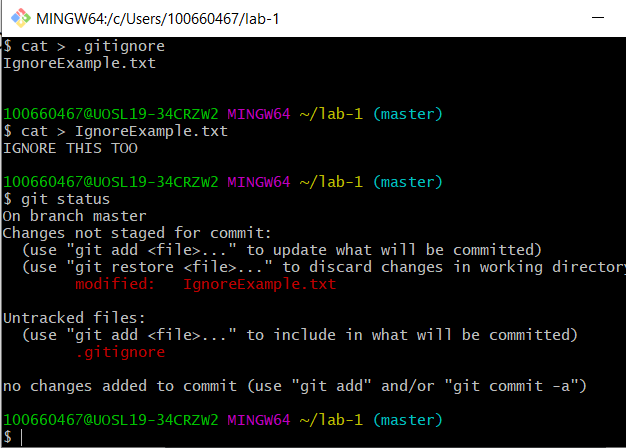 MINGW64:/c/Users/100660467/lab-1
$ cat > .gitignore
IgnoreExample.txt
100660467@UOSL19-34CRZW2 MINGW64 ~/lab-1 (master)
$ cat > IgnoreExample.txt
IGNORE THIS TOO
100660467@UOSL19-34CRZW2 MINGW64 ~/lab-1 (master)
$ git status
On branch master
Changes not staged for commit:
  (use "git add <file>..." to update what will be committed)
  (use "git restore <file>..." to discard changes in working directory
        modified:   IgnoreExample.txt
Untracked files:
  (use "git add <file>..." to include in what will be committed)
        .gitignore
no changes added to commit (use "git add" and/or "git commit -a")
100660467@UOSL19-34CRZW2 MINGW64 ~/lab-1 (master)
$